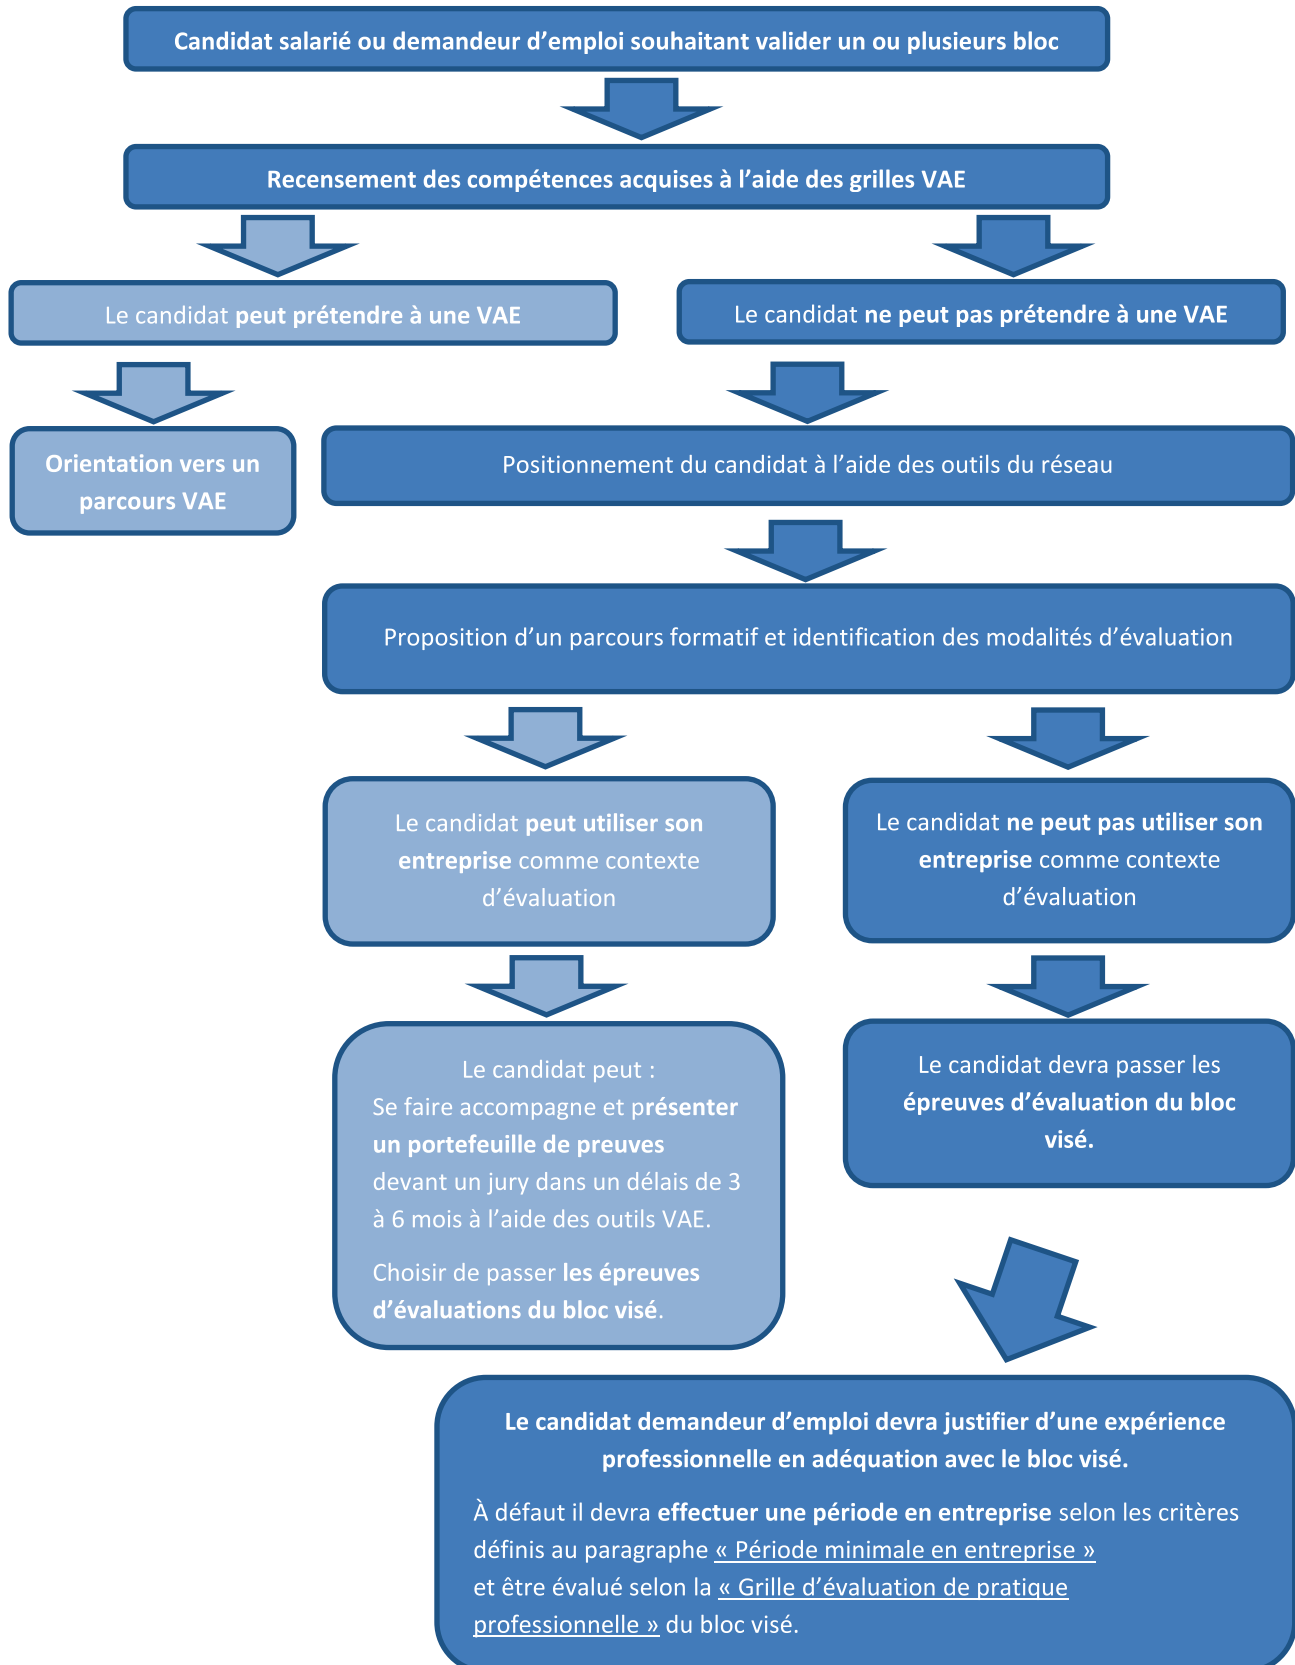 Candidat salarié ou demandeur d’emploi souhaitant valider un ou plusieurs bloc
Recensement des compétences acquises à l’aide des grilles VAE
Le candidat peut prétendre à une VAE
Le candidat ne peut pas prétendre à une VAE
Orientation vers un
parcours VAE
Positionnement du candidat à l’aide des outils du réseau
Proposition d’un parcours formatif et identification des modalités d’évaluation
Le candidat peut utiliser son
entreprise comme contexte
d’évaluation
Le candidat ne peut pas utiliser son
entreprise comme contexte
d’évaluation
Le candidat peut :
Se faire accompagne et présenter
un portefeuille de preuves
devant un jury dans un délais de 3
à 6 mois à l’aide des outils VAE.
Choisir de passer les épreuves
d’évaluations du bloc visé.
Le candidat devra passer les
épreuves d’évaluation du bloc
visé.
Le candidat demandeur d’emploi devra justifier d’une expérience
professionnelle en adéquation avec le bloc visé.
À défaut il devra effectuer une période en entreprise selon les critères
définis au paragraphe « Période minimale en entreprise »
et être évalué selon la « Grille d’évaluation de pratique
professionnelle » du bloc visé.